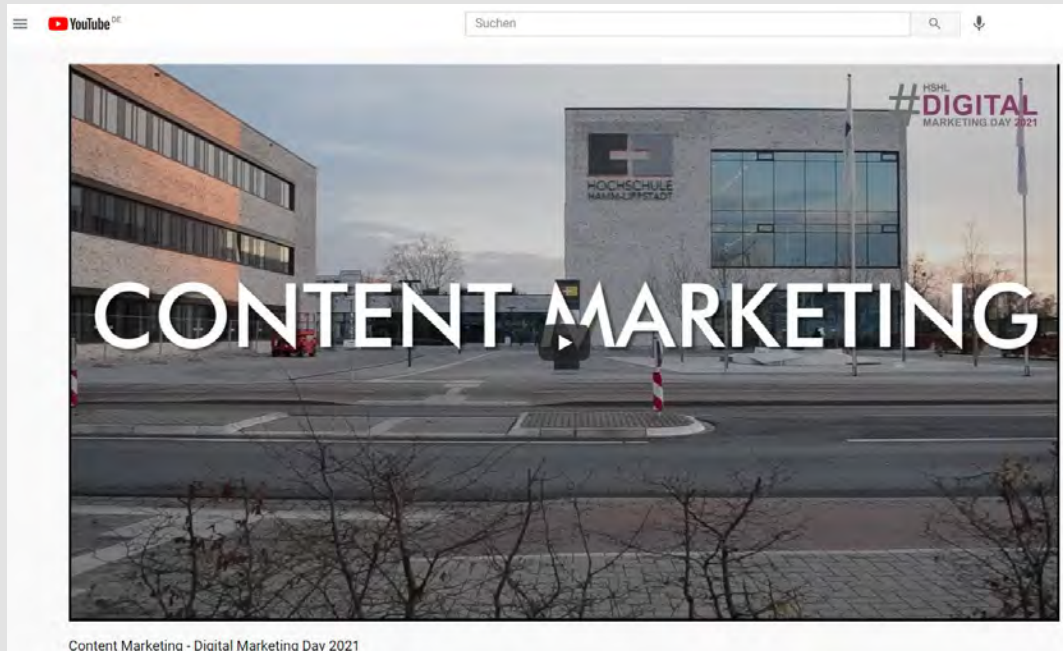 YouTube DE
Suchen
#
HSHL
DIGITAL
MARKETING DAY 2021
HOCHSCHULE
HAMM-LIPPSTADT
CONTENT MARKETING
Content Marketing - Digital Marketing Day 2021